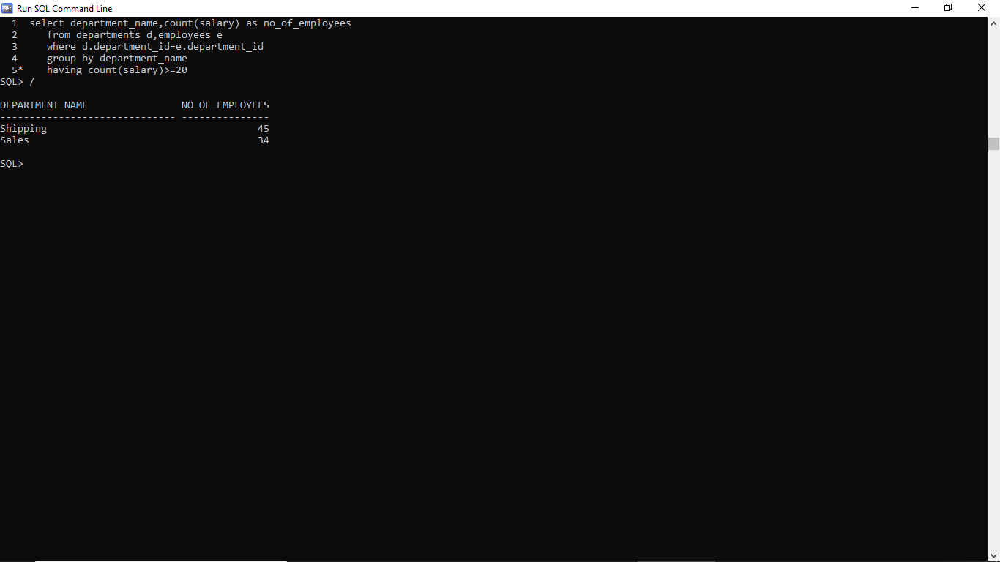 Run SQL Command Line
1 select department_name,count(salary) as no_of_employees
2 from departments d,employees e
3 where d.department_id=e.department_id
4 group by department_name
5* having count(salary)>=20
SQL> /
DEPARTMENT_NAME NO_OF_EMPLOYEES
------------------------------ ---------------
Shipping 45
Sales 34
SQL>